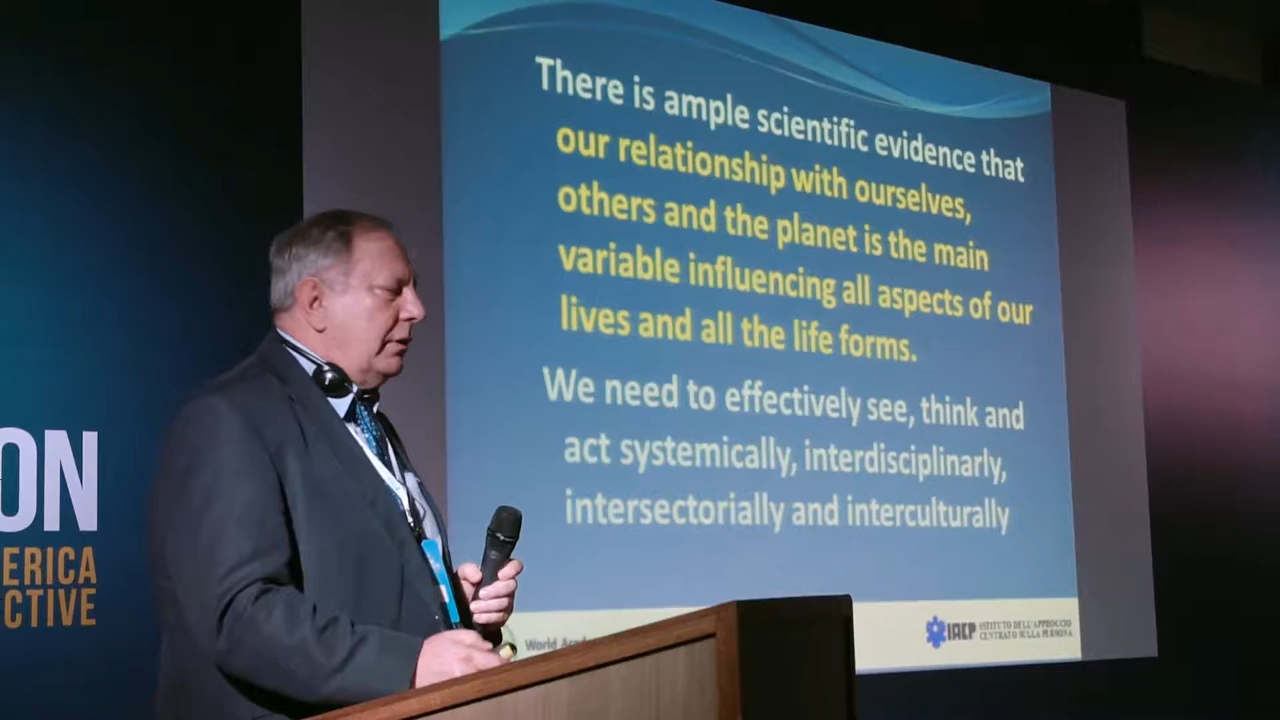 There is ample scientific evidence that
our relationship with ourselves,
others and the planet is the main
variable influencing all aspects of our
lives and all the life forms.
We need to effectively see, think and
act systemically, interdisciplinarly,
intersectorially and interculturally
ON
ERICA
CTIVE
World Acade
IACP ISTITUTO DELL'APPROCCIO
CENTRATO SULLA PERSONA